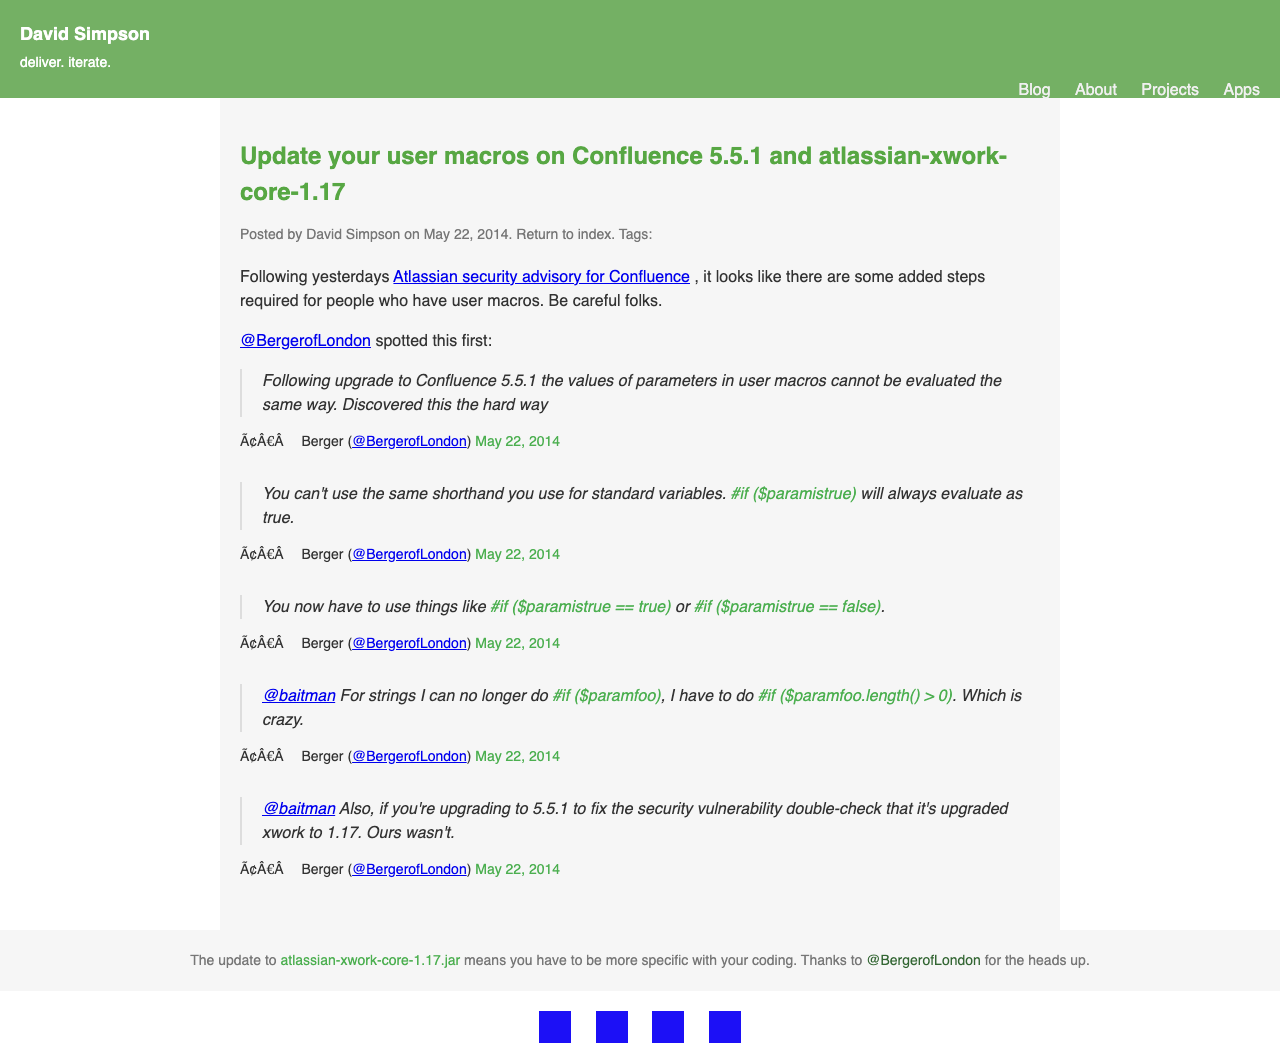 David Simpson
deliver. iterate.
Blog About Projects Apps
Update your user macros on Confluence 5.5.1 and atlassian-xwork-
core-1.17
Posted by David Simpson on May 22, 2014. Return to index. Tags:
Following yesterdays Atlassian security advisory for Confluence , it looks like there are some added steps
required for people who have user macros. Be careful folks.
@BergerofLondon spotted this first:
Following upgrade to Confluence 5.5.1 the values of parameters in user macros cannot be evaluated the
same way. Discovered this the hard way
Ã¢Â€Â Berger (@BergerofLondon) May 22, 2014
You can't use the same shorthand you use for standard variables. #if ($paramistrue) will always evaluate as
true.
Ã¢Â€Â Berger (@BergerofLondon) May 22, 2014
You now have to use things like #if ($paramistrue == true) or #if ($paramistrue == false).
Ã¢Â€Â Berger (@BergerofLondon) May 22, 2014
@baitman For strings I can no longer do #if ($paramfoo), I have to do #if ($paramfoo.length() > 0). Which is
crazy.
Ã¢Â€Â Berger (@BergerofLondon) May 22, 2014
@baitman Also, if you're upgrading to 5.5.1 to fix the security vulnerability double-check that it's upgraded
xwork to 1.17. Ours wasn't.
Ã¢Â€Â Berger (@BergerofLondon) May 22, 2014
The update to atlassian-xwork-core-1.17.jar means you have to be more specific with your coding. Thanks to @BergerofLondon for the heads up.